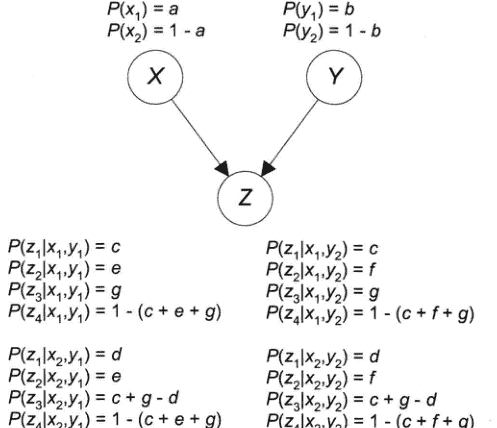 P(x₁) = a
P(x₂) = 1 - a
P(y₁) = b
P(y₂) = 1 - b
X
Y
Z
P(z₁|x₁,y₁) = c
P(z₂|x₁,y₁) = e
P(z₃|x₁,y₁) = g
P(z₄|x₁,y₁) = 1 - (c + e + g)
P(z₁|x₁,y₂) = c
P(z₂|x₁,y₂) = f
P(z₃|x₁,y₂) = g
P(z₄|x₁,y₂) = 1 - (c + f + g)
P(z₁|x₂,y₁) = d
P(z₂|x₂,y₁) = e
P(z₃|x₂,y₁) = c + g - d
P(z₄|x₂,y₁) = 1 - (c + e + g)
P(z₁|x₂,y₂) = d
P(z₂|x₂,y₂) = f
P(z₃|x₂,y₂) = c + g - d
P(z₄|x₂,y₂) = 1 - (c + f + g)